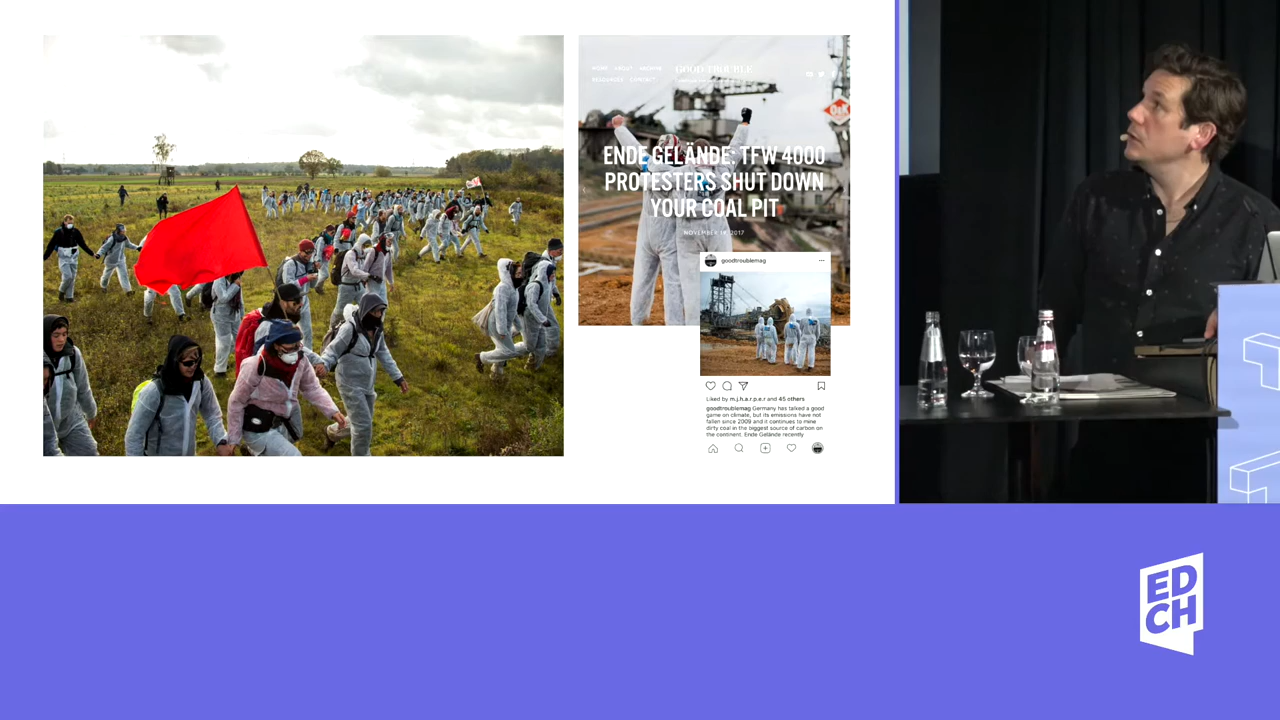 HOME ABOUT ARCHIVE
MESSAGES CONTACT
GOOD TROUBLE
ENDE GELÄNDE: TFW 4000
PROTESTERS SHUT DOWN
YOUR COAL PIT
2017
goodtroublemag
Liked by m.j.h.a.r.p.e.r and 45 others
goodtroublemag Germany has talked a good
game on climate, but its emissions have not
fallen since 2009 and it continues to mine
dirty coal in the biggest source of carbon on
the continent. Ende Gelände recently
ED
CH